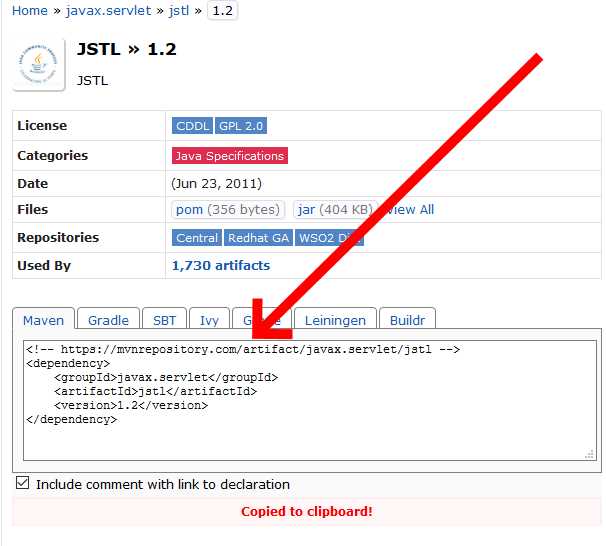 Home » javax.servlet » jstl » 1.2
JSTL » 1.2
JSTL
License CDDL GPL 2.0
Categories Java Specifications
Date (Jun 23, 2011)
Files pom (356 bytes) jar (404 KB) View All
Repositories Central Redhat GA WSO2
Used By 1,730 artifacts
Maven Gradle SBT Ivy Leiningen Buildr
<!-- https://mvnrepository.com/artifact/javax.servlet/jstl -->
<dependency>
    <groupId>javax.servlet</groupId>
    <artifactId>jstl</artifactId>
    <version>1.2</version>
</dependency>
Include comment with link to declaration
Copied to clipboard!